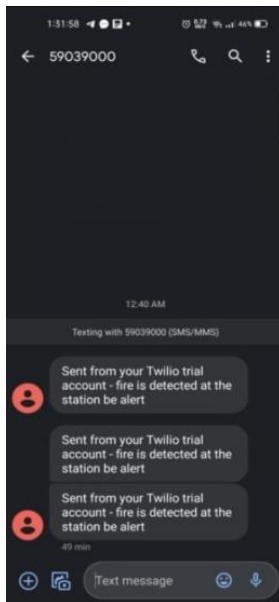 1:31:58 46%
59039000
12:40 AM
Texting with 59039000 (SMS/MMS)
Sent from your Twilio trial
account - fire is detected at the
station be alert
Sent from your Twilio trial
account - fire is detected at the
station be alert
Sent from your Twilio trial
account - fire is detected at the
station be alert
49 min
Text message